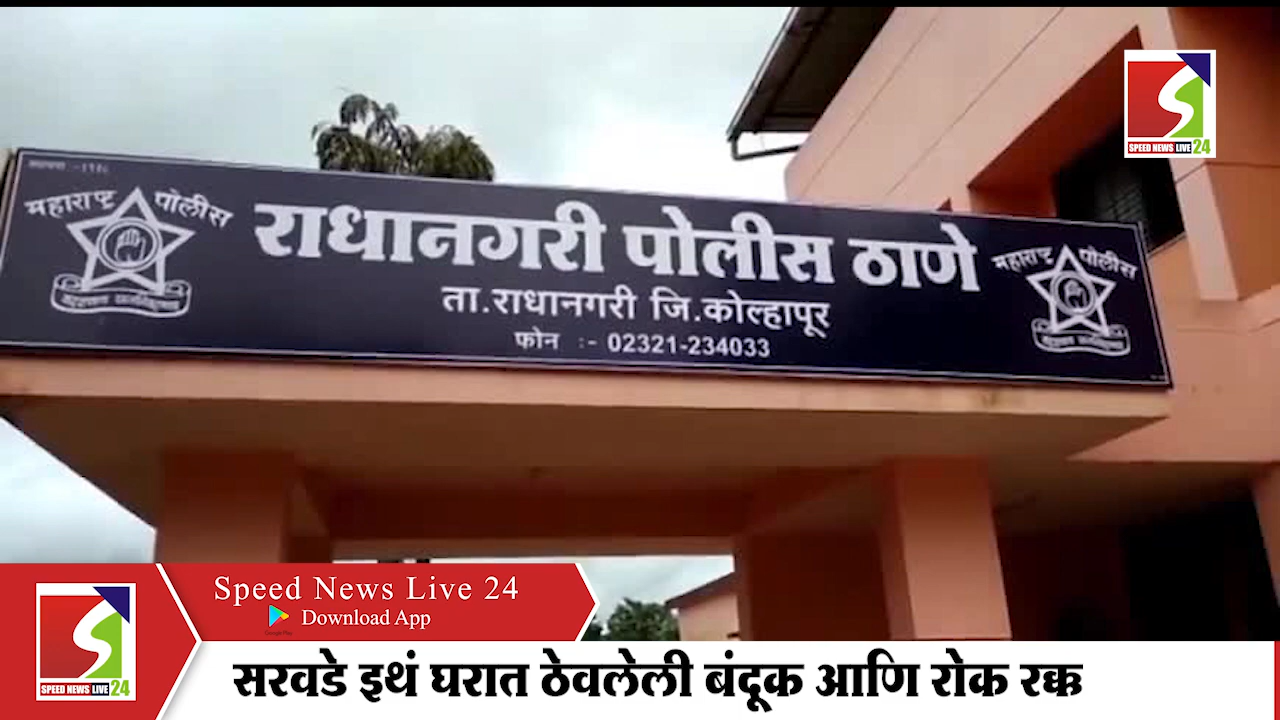 SPEED NEWS LIVE 24
महाराष्ट्र पोलीस
राधानगरी पोलीस ठाणे
महाराष्ट्र पोलीस
ता.राधानगरी जि.कोल्हापूर
फोन :- 02321-234033
Speed News Live 24
Download App
SPEED NEWS LIVE 24
सरवडे इथं घरात ठेवलेली बंदूक आणि रोक रक्क